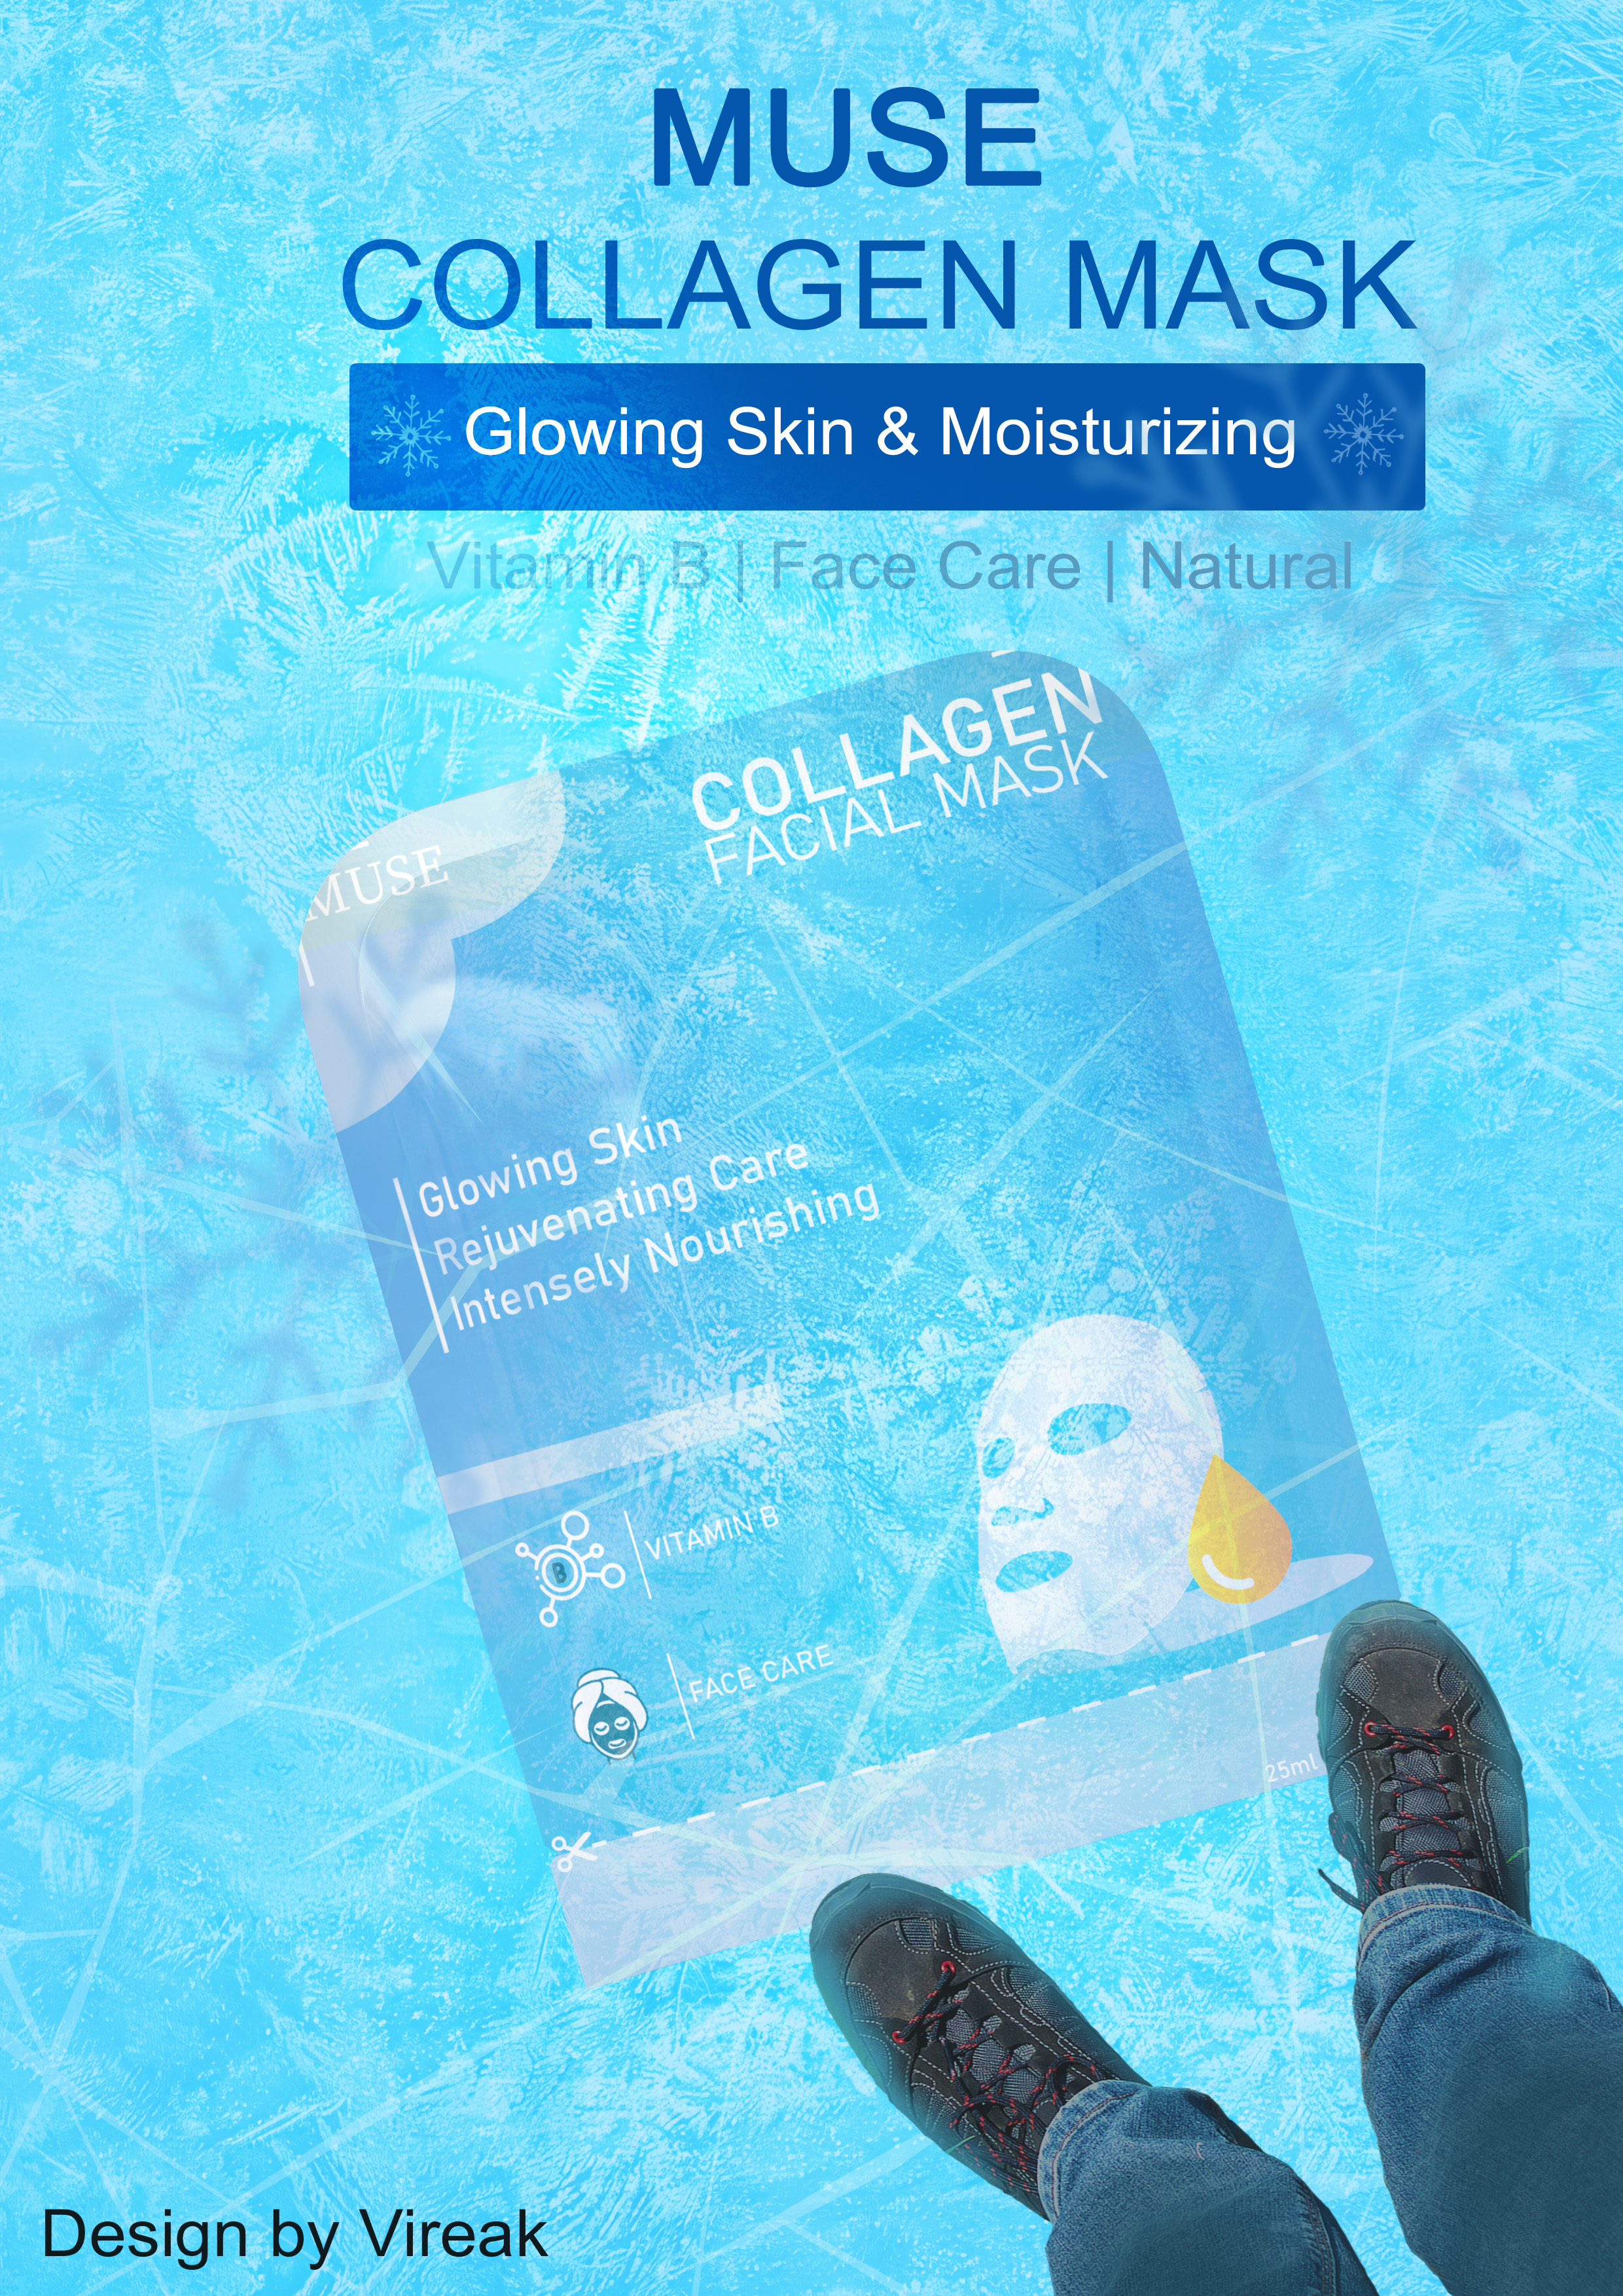 MUSE
COLLAGEN MASK
Glowing Skin & Moisturizing
Vitamin B | Face Care | Natural
COLLAGEN
FACIAL MASK
MUSE
Glowing Skin
Rejuvenating Care
Intensely Nourishing
B
VITAMIN B
FACE CARE
25ml
Design by Vireak